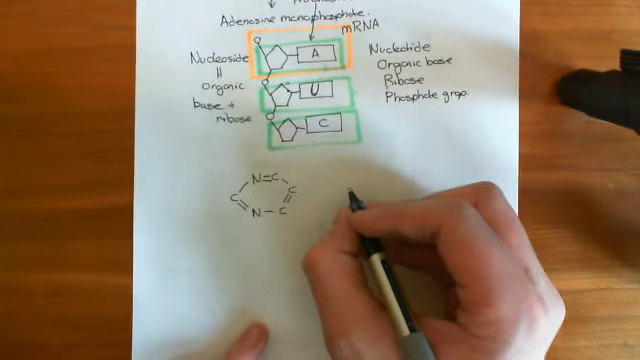 Adenosine monophosphate.
mRNA
Nucleoside
||
organic
base +
ribose
A
U
C
Nucleotide
Organic base
Ribose
Phosphate group
N=C
C C
N-C